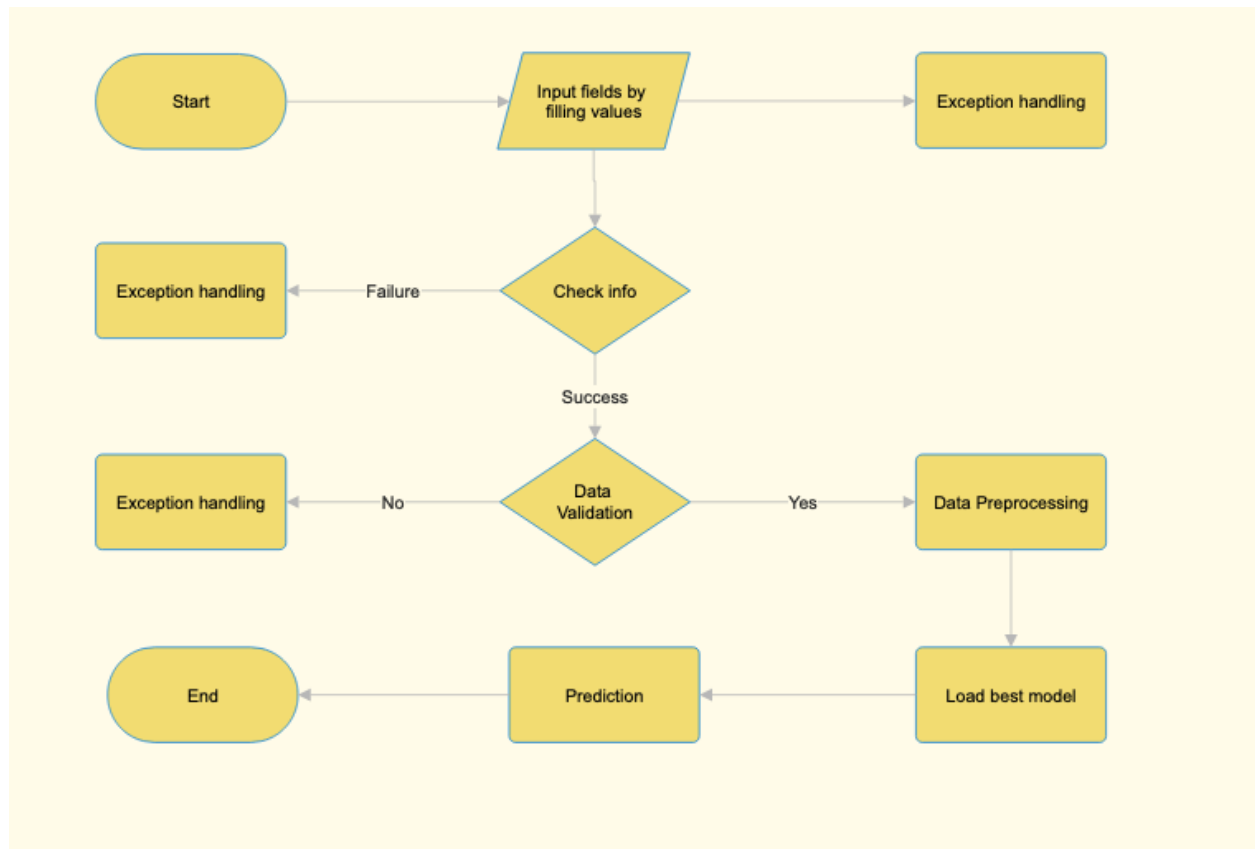 Start
Input fields by
filling values
Exception handling
Exception handling
Failure
Check info
Success
Exception handling
No
Data
Validation
Yes
Data Preprocessing
End
Prediction
Load best model